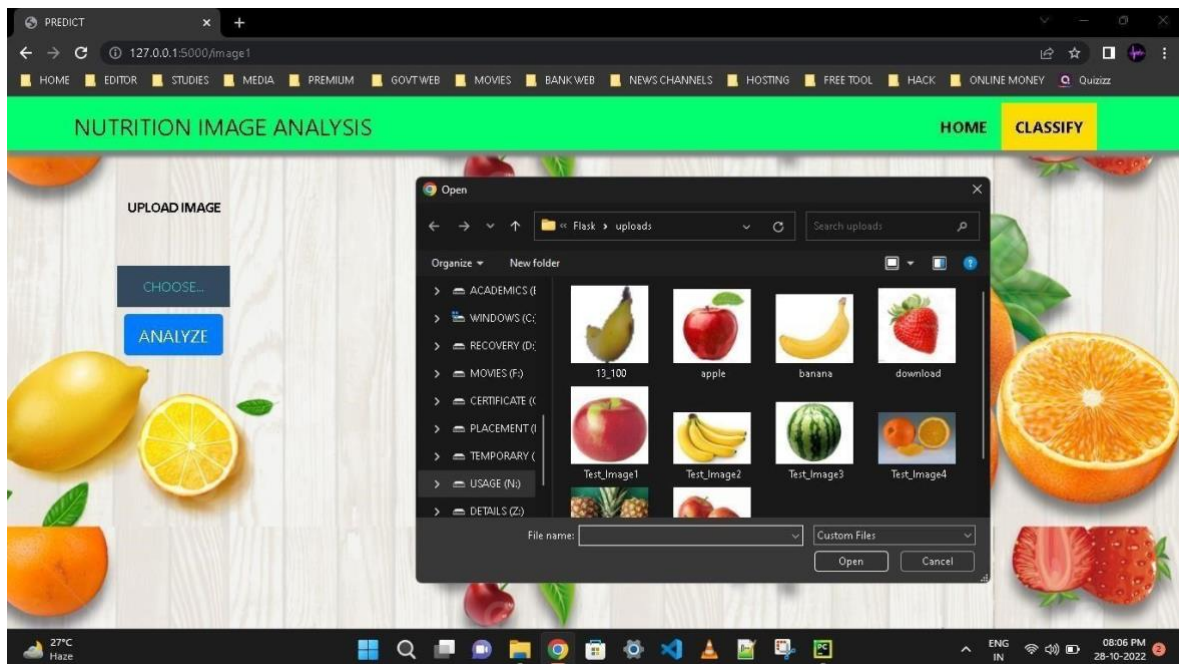 PREDICT
127.0.0.1:5000/image1
HOME EDITOR STUDIES MEDIA PREMIUM GOVT WEB MOVIES BANK WEB NEWS CHANNELS HOSTING FREE TOOL HACK ONLINE MONEY Quizizz
NUTRITION IMAGE ANALYSIS HOME CLASSIFY
UPLOAD IMAGE
CHOOSE...
ANALYZE
Open
« Flask › uploads Search uploads
Organize New folder
ACADEMICS (E
WINDOWS (C:
RECOVERY (D:
MOVIES (F:)
CERTIFICATE (
PLACEMENT (
TEMPORARY (
USAGE (N:)
DETAILS (Z:)
13_100 apple banana download
Test_Image1 Test_Image2 Test_Image3 Test_Image4
File name: Custom Files
Open Cancel
27°C
Haze
ENG
IN
08:06 PM
28-10-2022
2